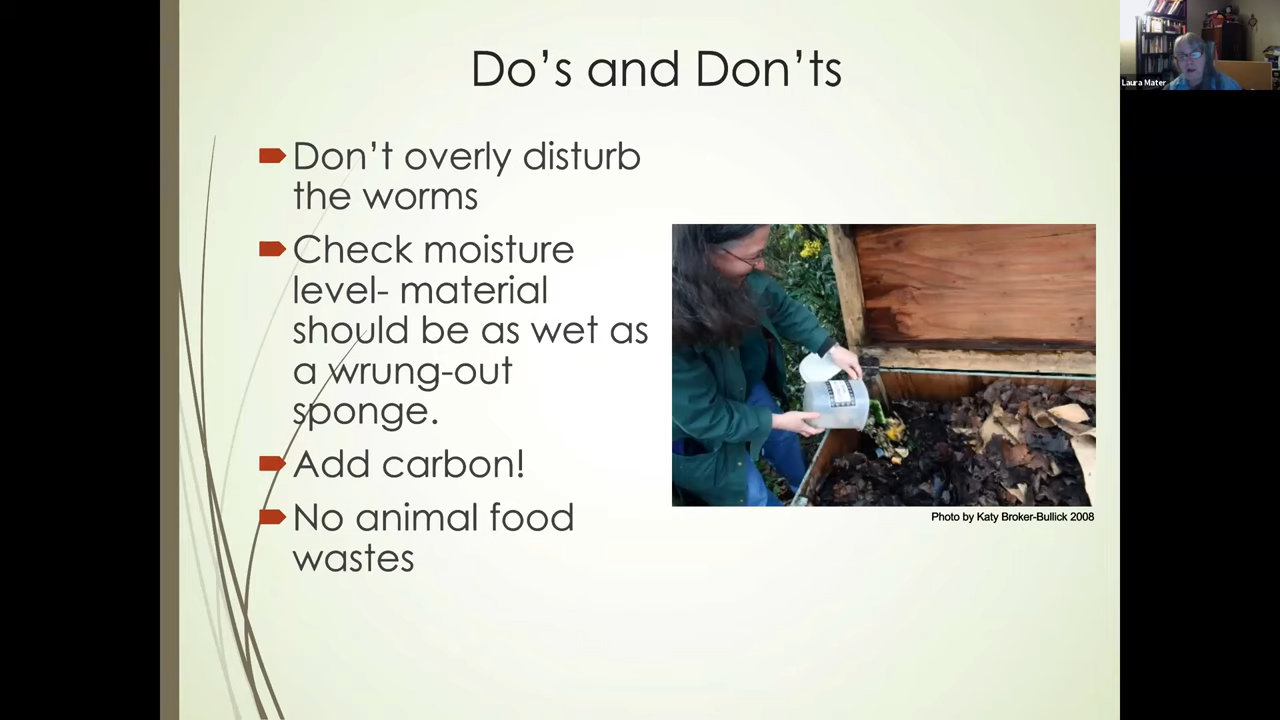 Do’s and Don’ts
Don’t overly disturb
the worms
Check moisture
level- material
should be as wet as
a wrung-out
sponge.
Add carbon!
No animal food
wastes
Photo by Katy Broker-Bullick 2008
Laura Mater